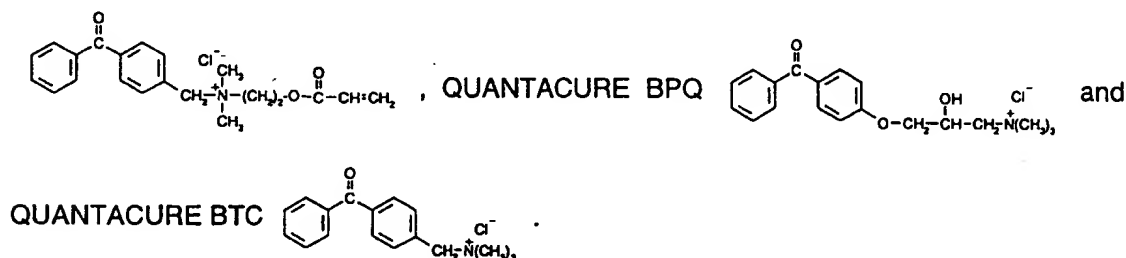 O C Cl⁻ CH₃ CH₂–N⁺–(CH₂)₂–O–C(=O)–CH=CH₂ CH₃ , QUANTACURE BPQ O C O–CH₂–CH(OH)–CH₂–N⁺(CH₃)₃ Cl⁻ and
QUANTACURE BTC O C CH₂–N⁺(CH₃)₃ Cl⁻ .